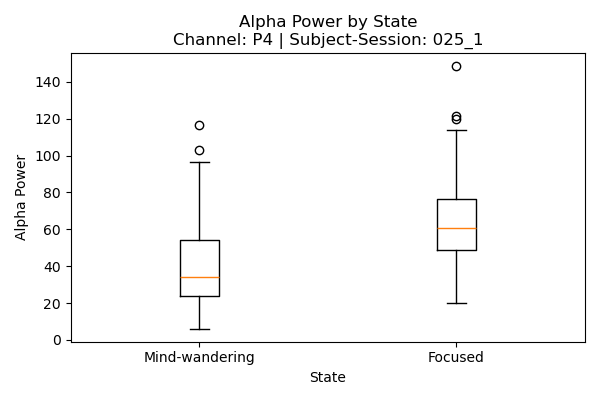 Alpha Power by State
Channel: P4 | Subject-Session: 025_1
Alpha Power
140
120
100
80
60
40
20
0
Mind-wandering
Focused
State